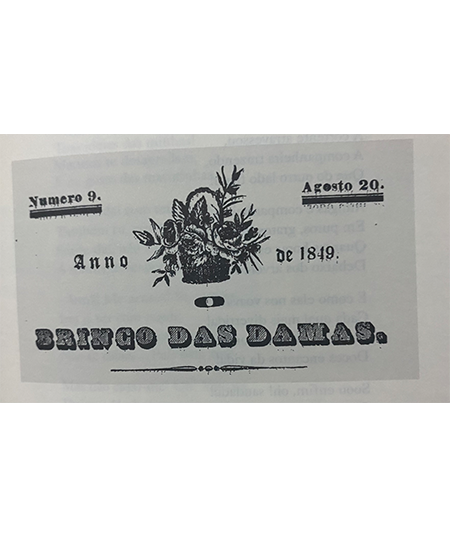 Numero 9. Agosto 20.
Anno de 1849.
O
BRINCO DAS DAMAS.